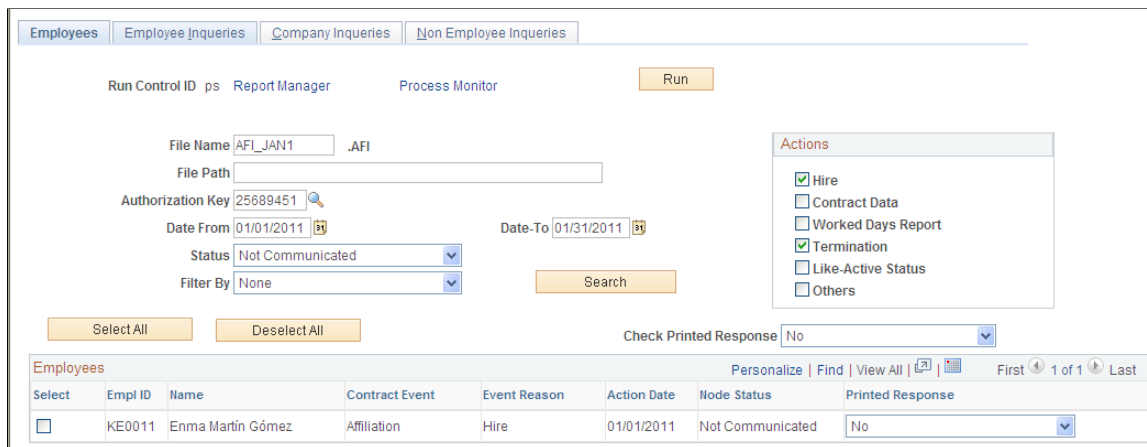 Employees Employee Inqueries Company Inqueries Non Employee Inqueries
Run Control ID ps Report Manager Process Monitor Run
File Name AFI_JAN1 .AFI
File Path
Authorization Key 25689451
Date From 01/01/2011 Date-To 01/31/2011
Status Not Communicated
Filter By None Search
Actions
Hire
Contract Data
Worked Days Report
Termination
Like-Active Status
Others
Select All Deselect All Check Printed Response No
Employees Personalize | Find | View All | | First 1 of 1 Last
Select Empl ID Name Contract Event Event Reason Action Date Node Status Printed Response
KE0011 Enma Martín Gómez Affiliation Hire 01/01/2011 Not Communicated No